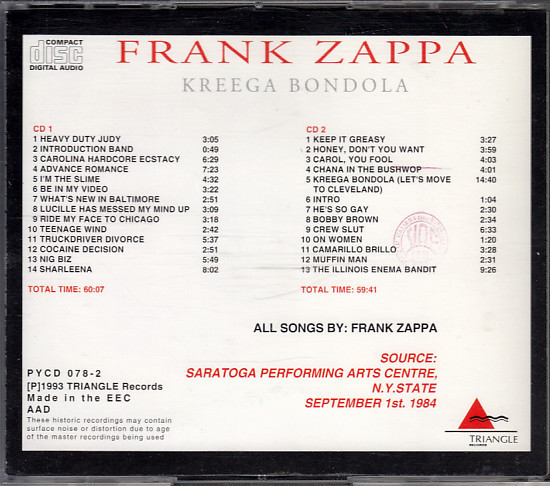 COMPACT
disc
DIGITAL AUDIO
FRANK ZAPPA
KREEGA BONDOLA
CD 1
1 HEAVY DUTY JUDY 3:05
2 INTRODUCTION BAND 0:49
3 CAROLINA HARDCORE ECSTACY 6:29
4 ADVANCE ROMANCE 7:23
5 I'M THE SLIME 4:32
6 BE IN MY VIDEO 3:22
7 WHAT'S NEW IN BALTIMORE 2:51
8 LUCILLE HAS MESSED MY MIND UP 6:31
9 RIDE MY FACE TO CHICAGO 3:18
10 TEENAGE WIND 2:42
11 TRUCKDRIVER DIVORCE 5:37
12 COCAINE DECISION 2:51
13 NIG BIZ 5:49
14 SHARLEENA 8:02
TOTAL TIME: 60:07
CD 2
1 KEEP IT GREASY 3:27
2 HONEY, DON'T YOU WANT 3:59
3 CAROL, YOU FOOL 4:03
4 CHANA IN THE BUSHWOP 4:01
5 KREEGA BONDOLA (LET'S MOVE 14:40
TO CLEVELAND)
6 INTRO 1:04
7 HE'S SO GAY 2:30
8 BOBBY BROWN 2:34
9 CREW SLUT 6:33
10 ON WOMEN 1:20
11 CAMARILLO BRILLO 3:28
12 MUFFIN MAN 2:31
13 THE ILLINOIS ENEMA BANDIT 9:26
TOTAL TIME: 59:41
ALL SONGS BY: FRANK ZAPPA
SOURCE:
SARATOGA PERFORMING ARTS CENTRE,
N.Y.STATE
SEPTEMBER 1st. 1984
PYCD 078-2
[P]1993 TRIANGLE Records
Made in the EEC
AAD
These historic recordings may contain
surface noise or distortion due to age
of the master recordings being used
TRIANGLE
RECORDS